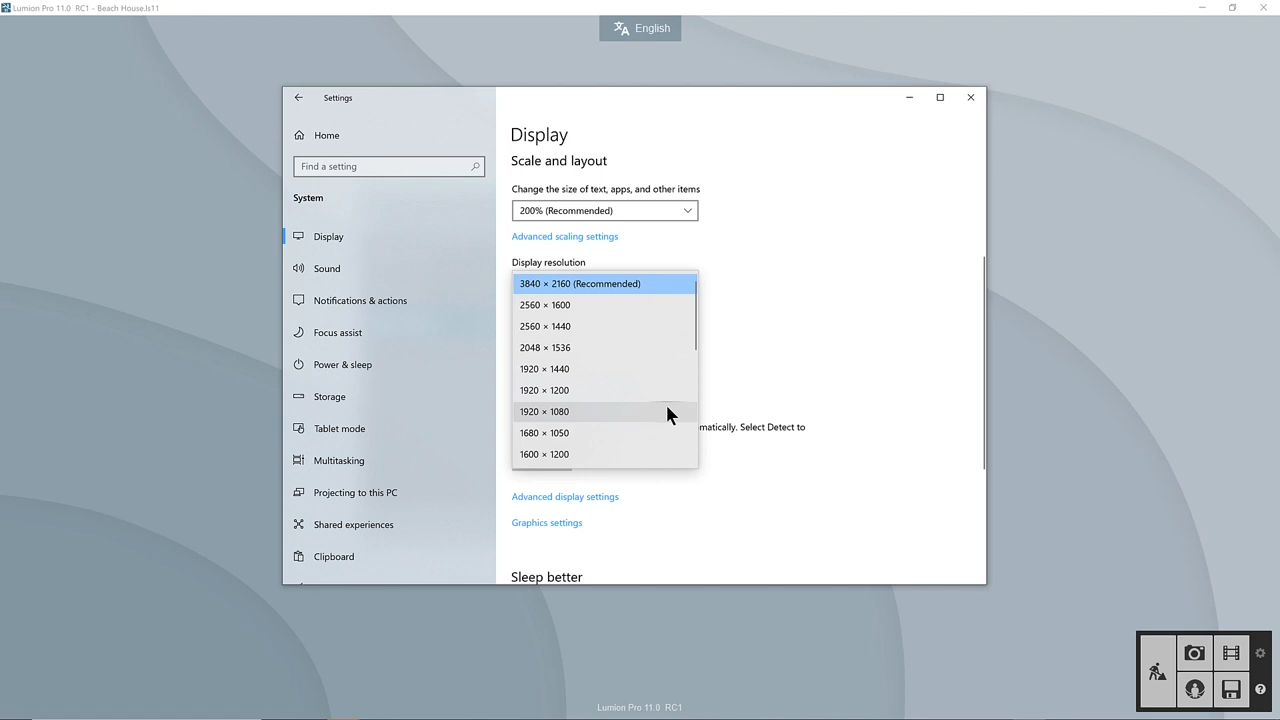 Lumion Pro 11.0 RC1 - Beach House.ls11
English
Settings
Home
Find a setting
System
Display
Sound
Notifications & actions
Focus assist
Power & sleep
Storage
Tablet mode
Multitasking
Projecting to this PC
Shared experiences
Clipboard
Display
Scale and layout
Change the size of text, apps, and other items
200% (Recommended)
Advanced scaling settings
Display resolution
3840 × 2160 (Recommended)
2560 × 1600
2560 × 1440
2048 × 1536
1920 × 1440
1920 × 1200
1920 × 1080
1680 × 1050
1600 × 1200
matically. Select Detect to
Advanced display settings
Graphics settings
Sleep better
Lumion Pro 11.0 RC1